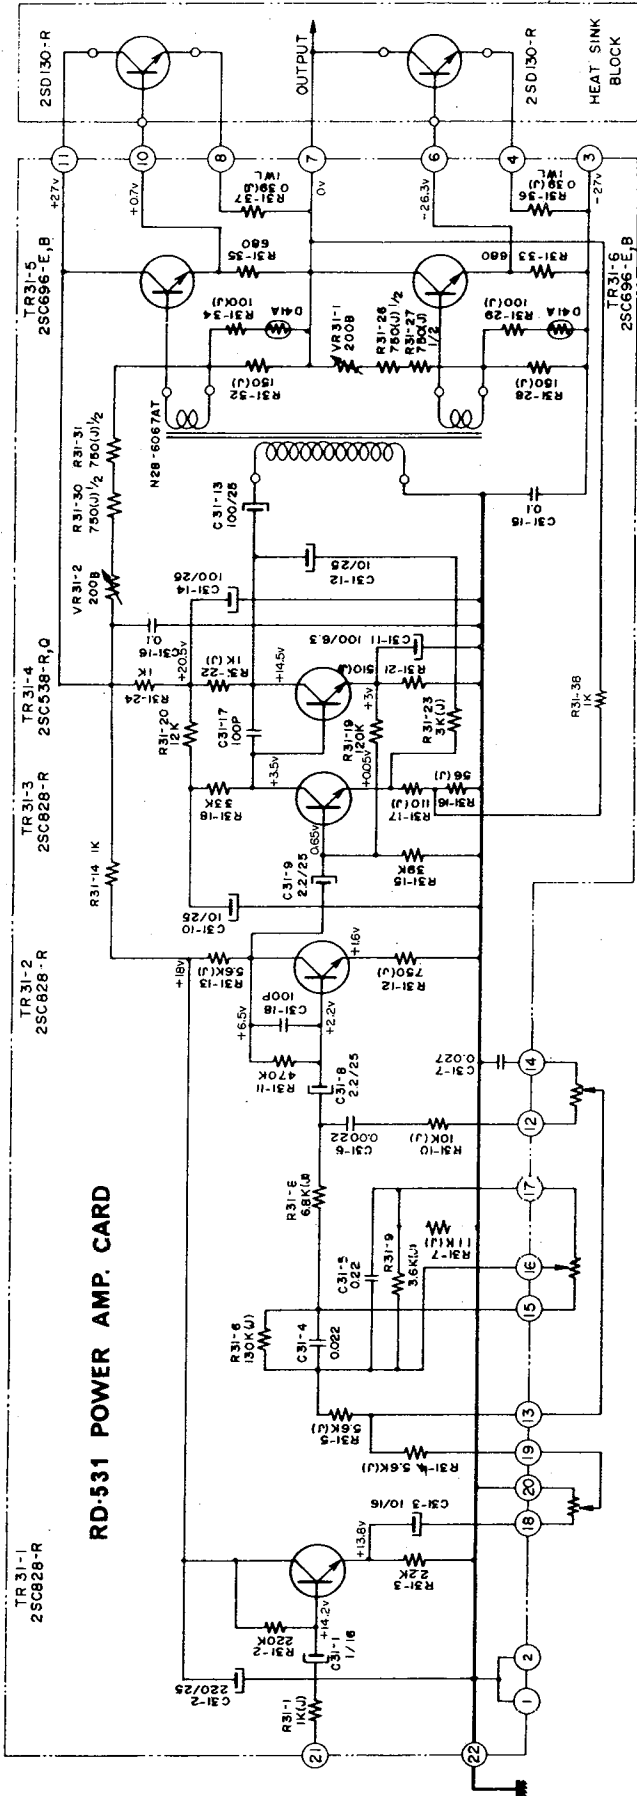 RD-531 POWER AMP. CARD
TR 31-1
2SC828-R
TR 31-2
2SC828-R
TR31-3
2SC828-R
TR31-4
2SC538-R,Q
TR31-5
2SC696-E,B
TR31-6
2SC696-E,B
2SD130-R
2SD130-R
HEAT SINK
BLOCK
OUTPUT
21
22
R31-1
1K(J)
C31-1
1/16
R31-2
220K
C31-2
220/25
+14.2v
+13.8v
R31-3
2.2K
C31-3 10/16
1
2
18
20
19
13
R31-4
5.6K(J)
R31-5
5.6K(J)
R31-6
130K(J)
C31-4
0.022
C31-5
0.22
R31-9
3.6K(J)
R31-7
11K(J)
15
16
17
12
14
6.8K(J)
C31-6
0.0022
R31-10
10K(J)
C31-7
0.027
C31-8
2.2/25
R31-11
470K
C31-18
100P
+6.5v
+2.2v
+1.6v
+18v
R31-12
750(J)
R31-13
5.6K(J)
R31-14 1K
C31-10
10/25
C31-9
2.2/25
0.65v
R31-15
39K
R31-18
33K
+3.5v
+0.05v
R31-17
110(J)
R31-16
56(J)
R31-19
120K
R31-20
12K
C31-17
100P
R31-24
1K
+20.5v
R31-22
1K(J)
+14.5v
+3v
R31-21
510(J)
C31-11 100/6.3
R31-23
3K(J)
C31-12
10/25
C31-13
100/25
C31-14
100/25
C31-16
0.1
C31-15
0.1
R31-38
1K
VR31-2
200B
R31-30
750(J)½
R31-31
750(J)½
N28-6067AT
R31-32
150(J)
R31-34
100(J)
D41A
R31-35
680
VR31-1
200B
R31-26
750(J)½
R31-27
750(J)
1/2
R31-28
150(J)
R31-29
100(J)
D41A
R31-33
680
R31-37
0.39(J)
1WL
R31-36
0.39(J)
1WL
+27v
+0.7v
0v
-26.3v
-27v
11
10
8
7
6
4
3